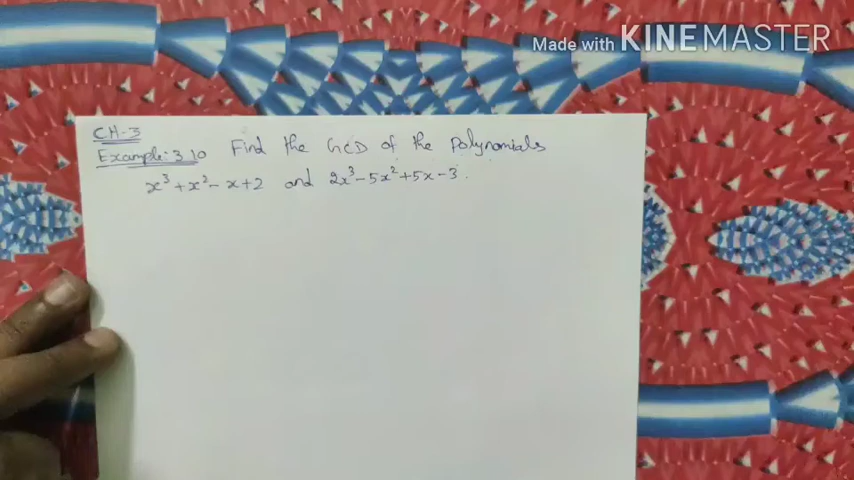 Made with KINEMASTER
CH-3
Example:3.10 Find the GCD of the Polynomials
x³+x²-x+2 and 2x³-5x²+5x-3.